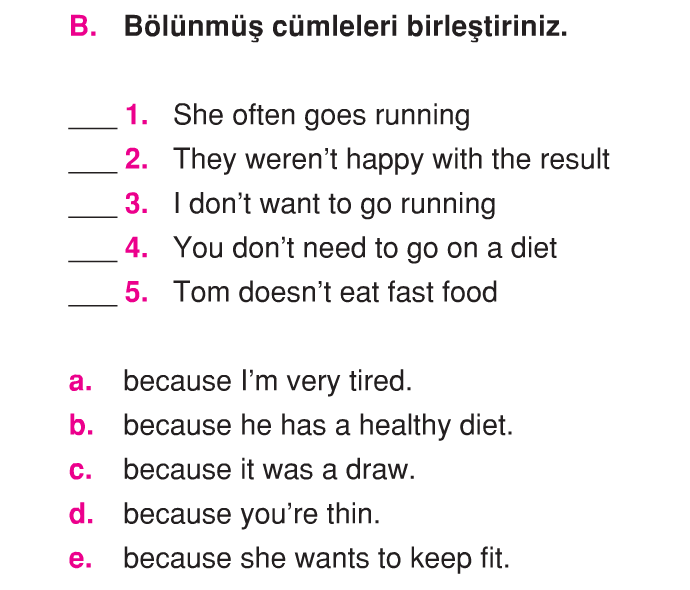 B. Bölünmüş cümleleri birleştiriniz.
___ 1. She often goes running
___ 2. They weren’t happy with the result
___ 3. I don’t want to go running
___ 4. You don’t need to go on a diet
___ 5. Tom doesn’t eat fast food
a. because I’m very tired.
b. because he has a healthy diet.
c. because it was a draw.
d. because you’re thin.
e. because she wants to keep fit.